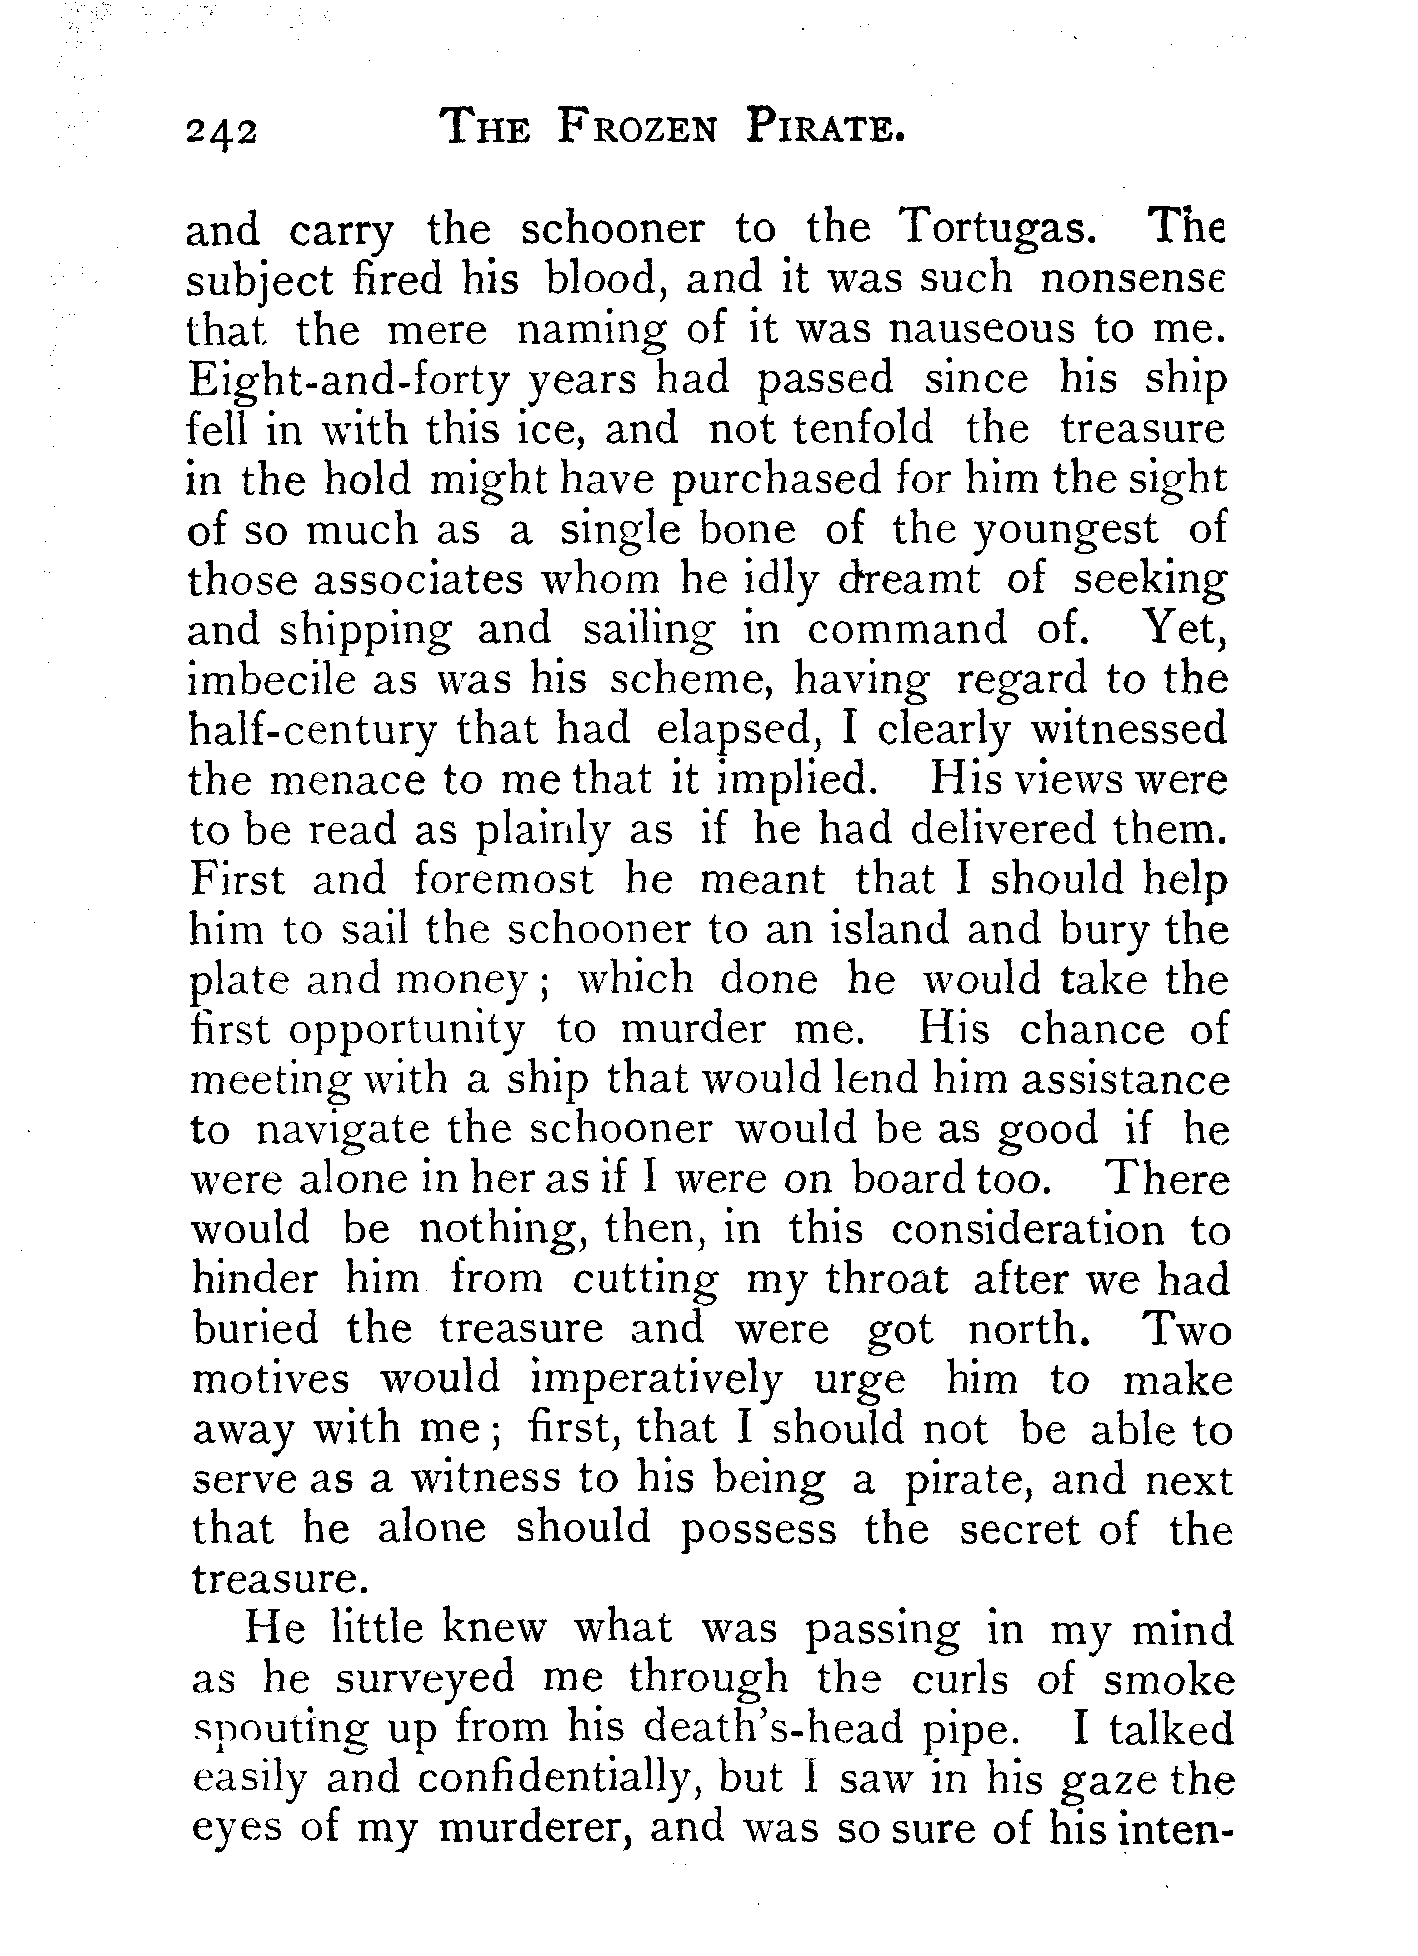 242 THE FROZEN PIRATE.
and carry the schooner to the Tortugas. The
subject fired his blood, and it was such nonsense
that the mere naming of it was nauseous to me.
Eight-and-forty years had passed since his ship
fell in with this ice, and not tenfold the treasure
in the hold might have purchased for him the sight
of so much as a single bone of the youngest of
those associates whom he idly dreamt of seeking
and shipping and sailing in command of. Yet,
imbecile as was his scheme, having regard to the
half-century that had elapsed, I clearly witnessed
the menace to me that it implied. His views were
to be read as plainly as if he had delivered them.
First and foremost he meant that I should help
him to sail the schooner to an island and bury the
plate and money; which done he would take the
first opportunity to murder me. His chance of
meeting with a ship that would lend him assistance
to navigate the schooner would be as good if he
were alone in her as if I were on board too. There
would be nothing, then, in this consideration to
hinder him from cutting my throat after we had
buried the treasure and were got north. Two
motives would imperatively urge him to make
away with me; first, that I should not be able to
serve as a witness to his being a pirate, and next
that he alone should possess the secret of the
treasure.
He little knew what was passing in my mind
as he surveyed me through the curls of smoke
spouting up from his death's-head pipe. I talked
easily and confidentially, but I saw in his gaze the
eyes of my murderer, and was so sure of his inten-